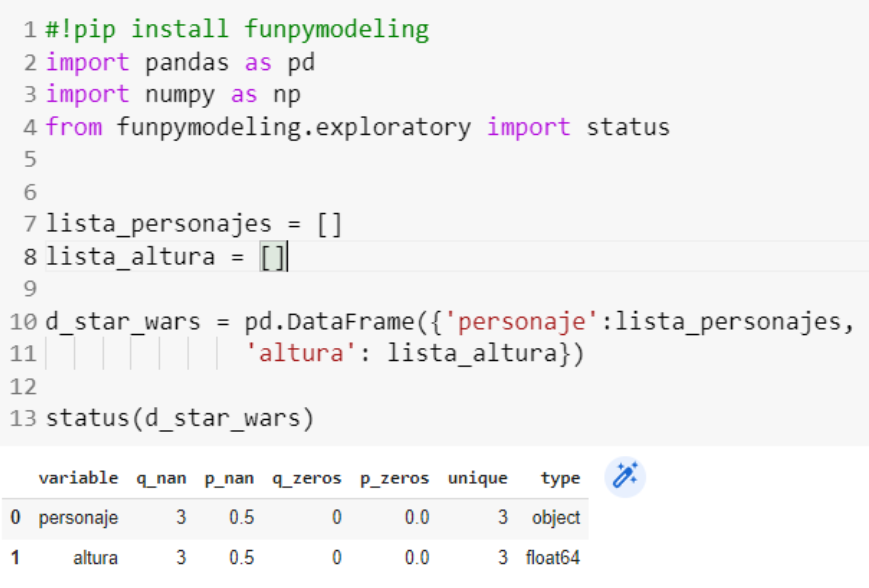 1 #!pip install funpymodeling
2 import pandas as pd
3 import numpy as np
4 from funpymodeling.exploratory import status
5
6
7 lista_personajes = []
8 lista_altura = []
9
10 d_star_wars = pd.DataFrame({'personaje':lista_personajes,
11 'altura': lista_altura})
12
13 status(d_star_wars)
variable q_nan p_nan q_zeros p_zeros unique type
0 personaje 3 0.5 0 0.0 3 object
1 altura 3 0.5 0 0.0 3 float64